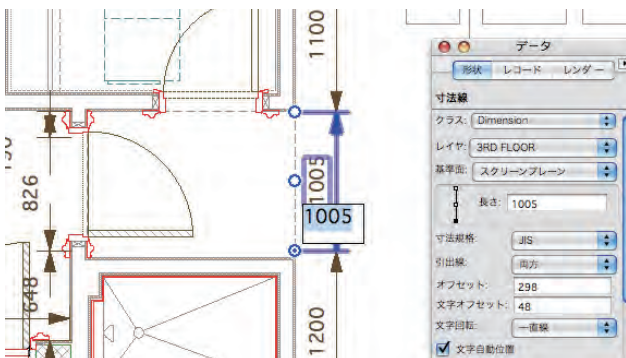 1100
1005
1005
826
648
1200
データ
形状 レコード レンダー
寸法線
クラス: Dimension
レイヤ: 3RD FLOOR
基準面: スクリーンプレーン
長さ: 1005
寸法規格: JIS
引出線: 両方
オフセット: 298
文字オフセット: 48
文字回転: 一直線
文字自動位置